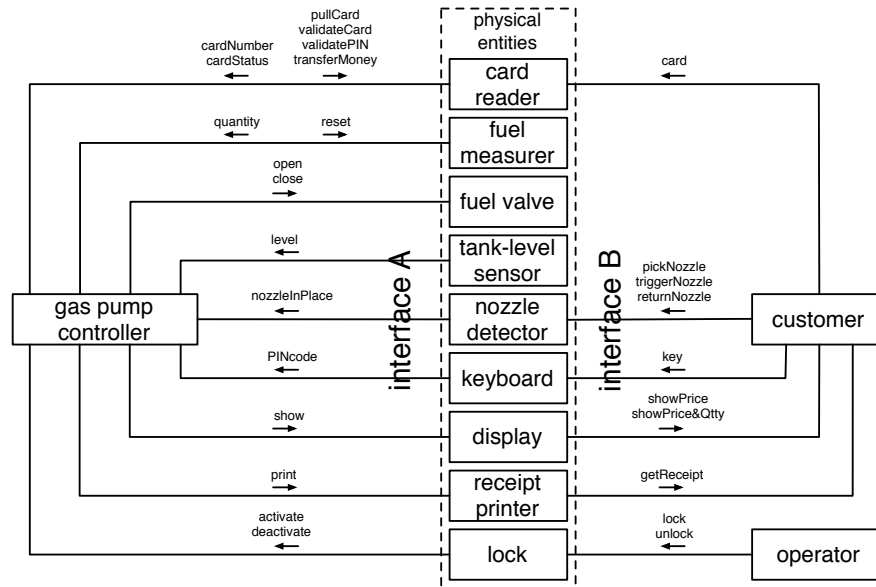 pullCard
validateCard
validatePIN
transferMoney
cardNumber
cardStatus
physical
entities
card
reader
card
quantity
reset
fuel
measurer
open
close
fuel valve
level
tank-level
sensor
interface A
interface B
pickNozzle
triggerNozzle
returnNozzle
gas pump
controller
nozzleInPlace
nozzle
detector
customer
PINcode
keyboard
key
show
display
showPrice
showPrice&Qtty
print
receipt
printer
getReceipt
activate
deactivate
lock
lock
unlock
operator